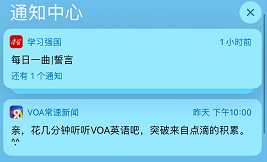 通知中心
学习强国 1小时前
每日一曲|誓言
还有 1 个通知
VOA常速新闻 昨天 下午10:00
亲，花几分钟听听VOA英语吧，突破来自点滴的积累。
^^